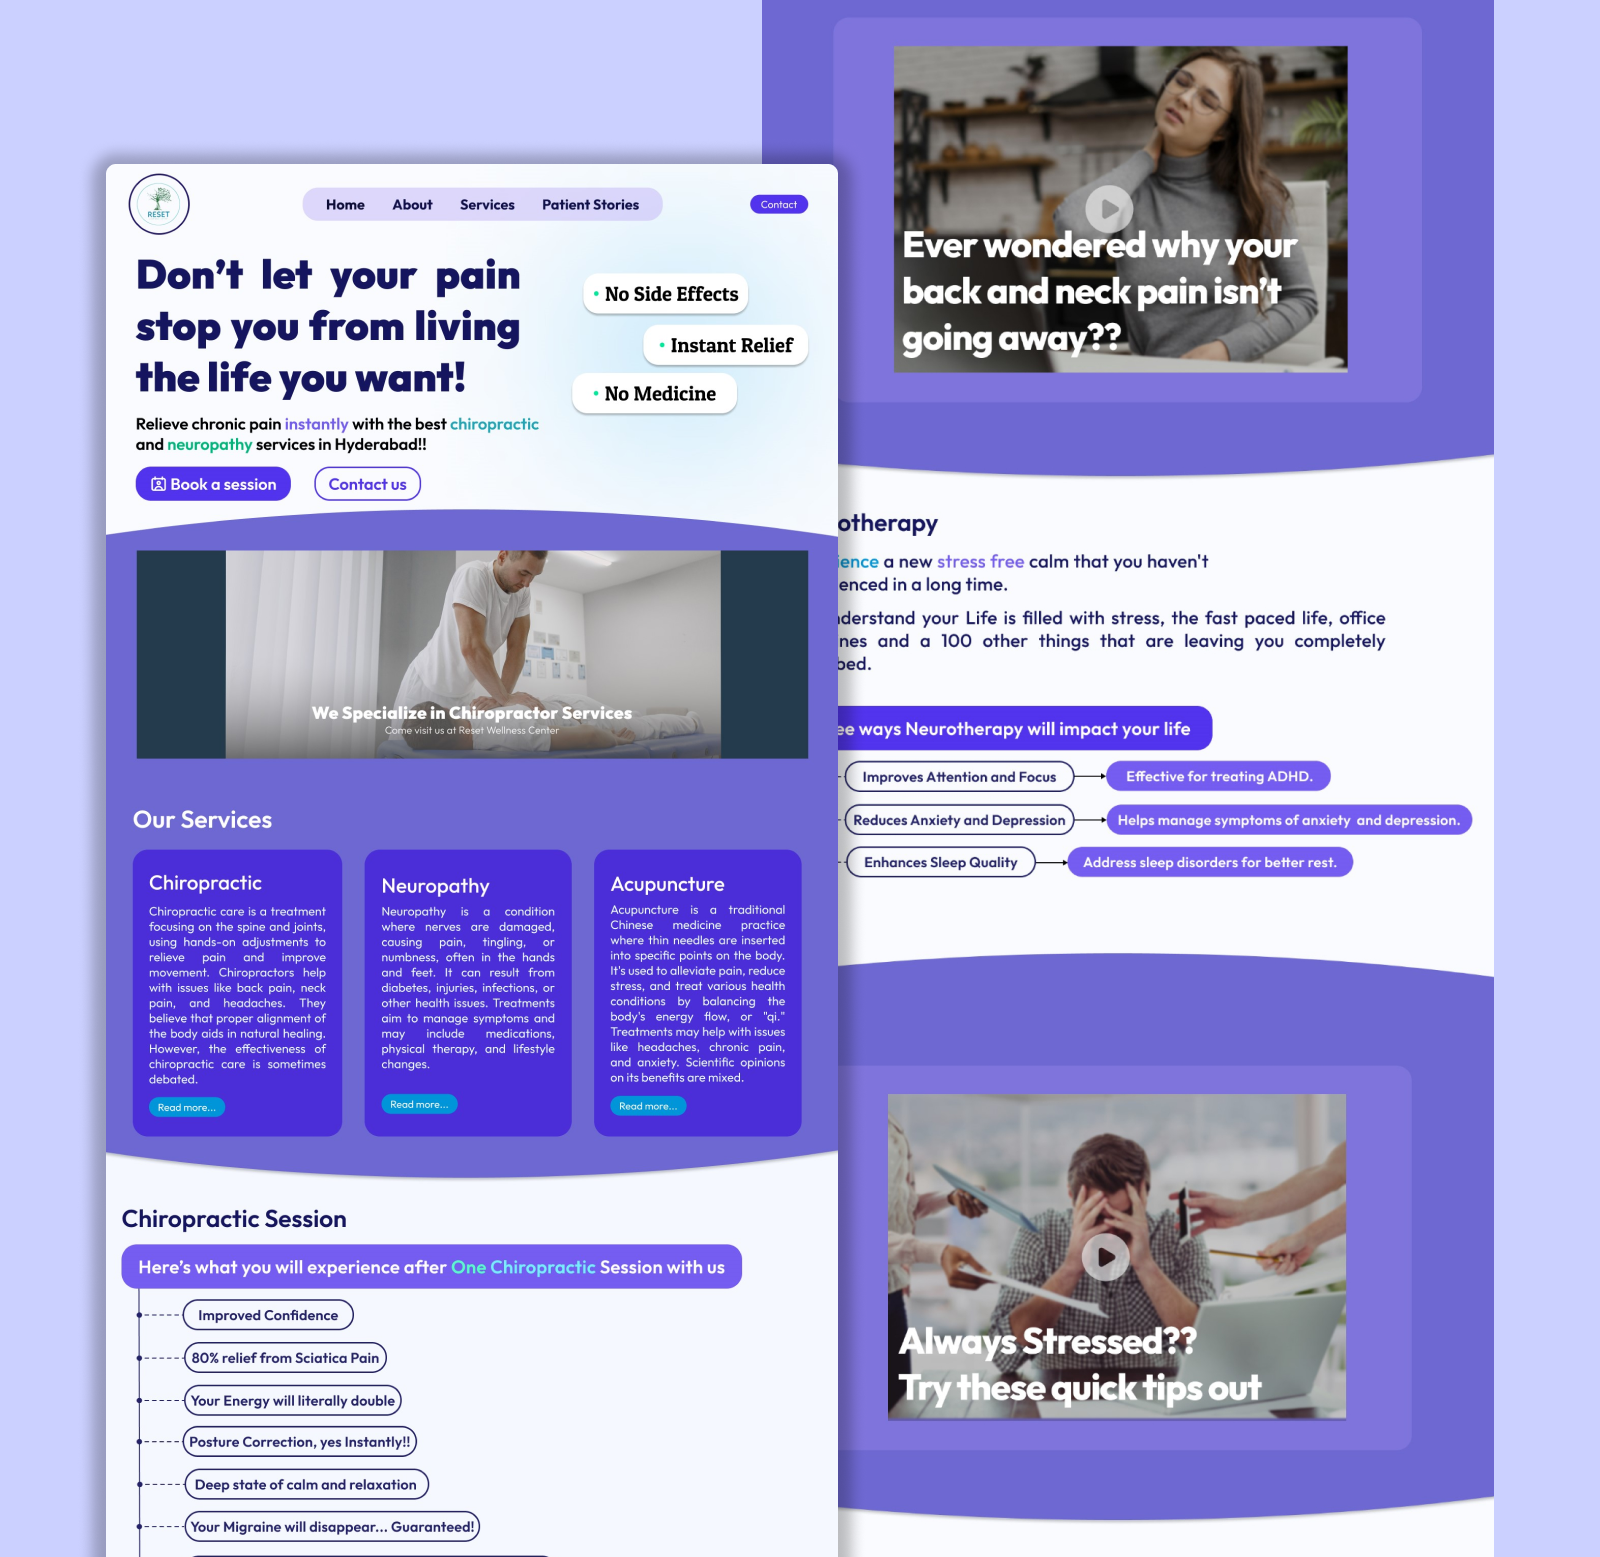 RESET
Home About Services Patient Stories
Contact
Don't let your pain
stop you from living
the life you want!
• No Side Effects
• Instant Relief
• No Medicine
Relieve chronic pain instantly with the best chiropractic
and neuropathy services in Hyderabad!!
Book a session
Contact us
We Specialize in Chiropractor Services
Come visit us at Reset Wellness Center
Our Services
Chiropractic
Chiropractic care is a treatment
focusing on the spine and joints,
using hands-on adjustments to
relieve pain and improve
movement. Chiropractors help
with issues like back pain, neck
pain, and headaches. They
believe that proper alignment of
the body aids in natural healing.
However, the effectiveness of
chiropractic care is sometimes
debated.
Read more...
Neuropathy
Neuropathy is a condition
where nerves are damaged,
causing pain, tingling, or
numbness, often in the hands
and feet. It can result from
diabetes, injuries, infections, or
other health issues. Treatments
aim to manage symptoms and
may include medications,
physical therapy, and lifestyle
changes.
Read more...
Acupuncture
Acupuncture is a traditional
Chinese medicine practice
where thin needles are inserted
into specific points on the body.
It's used to alleviate pain, reduce
stress, and treat various health
conditions by balancing the
body's energy flow, or "qi."
Treatments may help with issues
like headaches, chronic pain,
and anxiety. Scientific opinions
on its benefits are mixed.
Read more...
Chiropractic Session
Here's what you will experience after One Chiropractic Session with us
Improved Confidence
80% relief from Sciatica Pain
Your Energy will literally double
Posture Correction, yes Instantly!!
Deep state of calm and relaxation
Your Migraine will disappear... Guaranteed!
Ever wondered why your
back and neck pain isn't
going away??
otherapy
ience a new stress free calm that you haven't
ienced in a long time.
nderstand your Life is filled with stress, the fast paced life, office
ines and a 100 other things that are leaving you completely
bed.
ee ways Neurotherapy will impact your life
Improves Attention and Focus
Effective for treating ADHD.
Reduces Anxiety and Depression
Helps manage symptoms of anxiety and depression.
Enhances Sleep Quality
Address sleep disorders for better rest.
Always Stressed??
Try these quick tips out